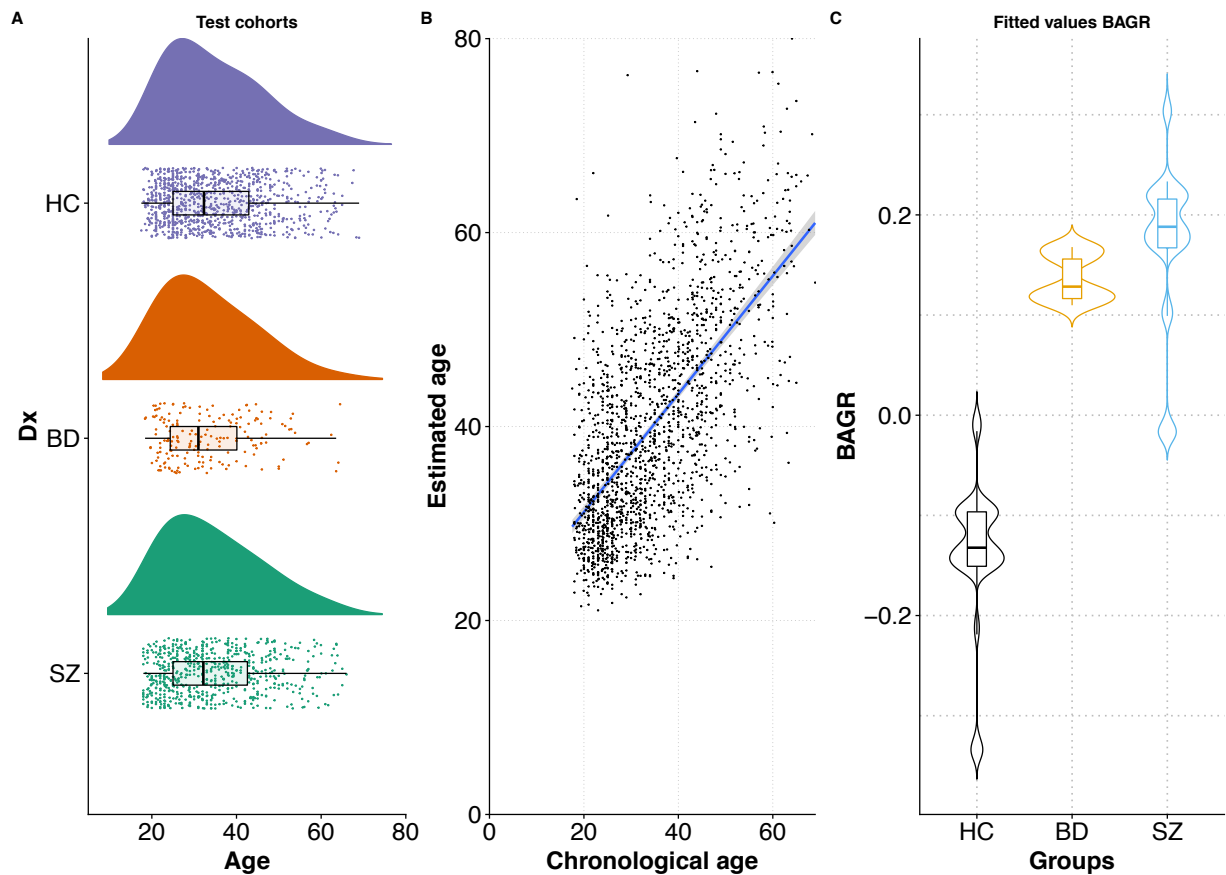 A
Test cohorts
HC
BD
SZ
Dx
20
40
60
80
Age
B
80
60
40
20
0
Estimated age
0
20
40
60
Chronological age
C
Fitted values BAGR
0.2
0.0
−0.2
BAGR
HC
BD
SZ
Groups